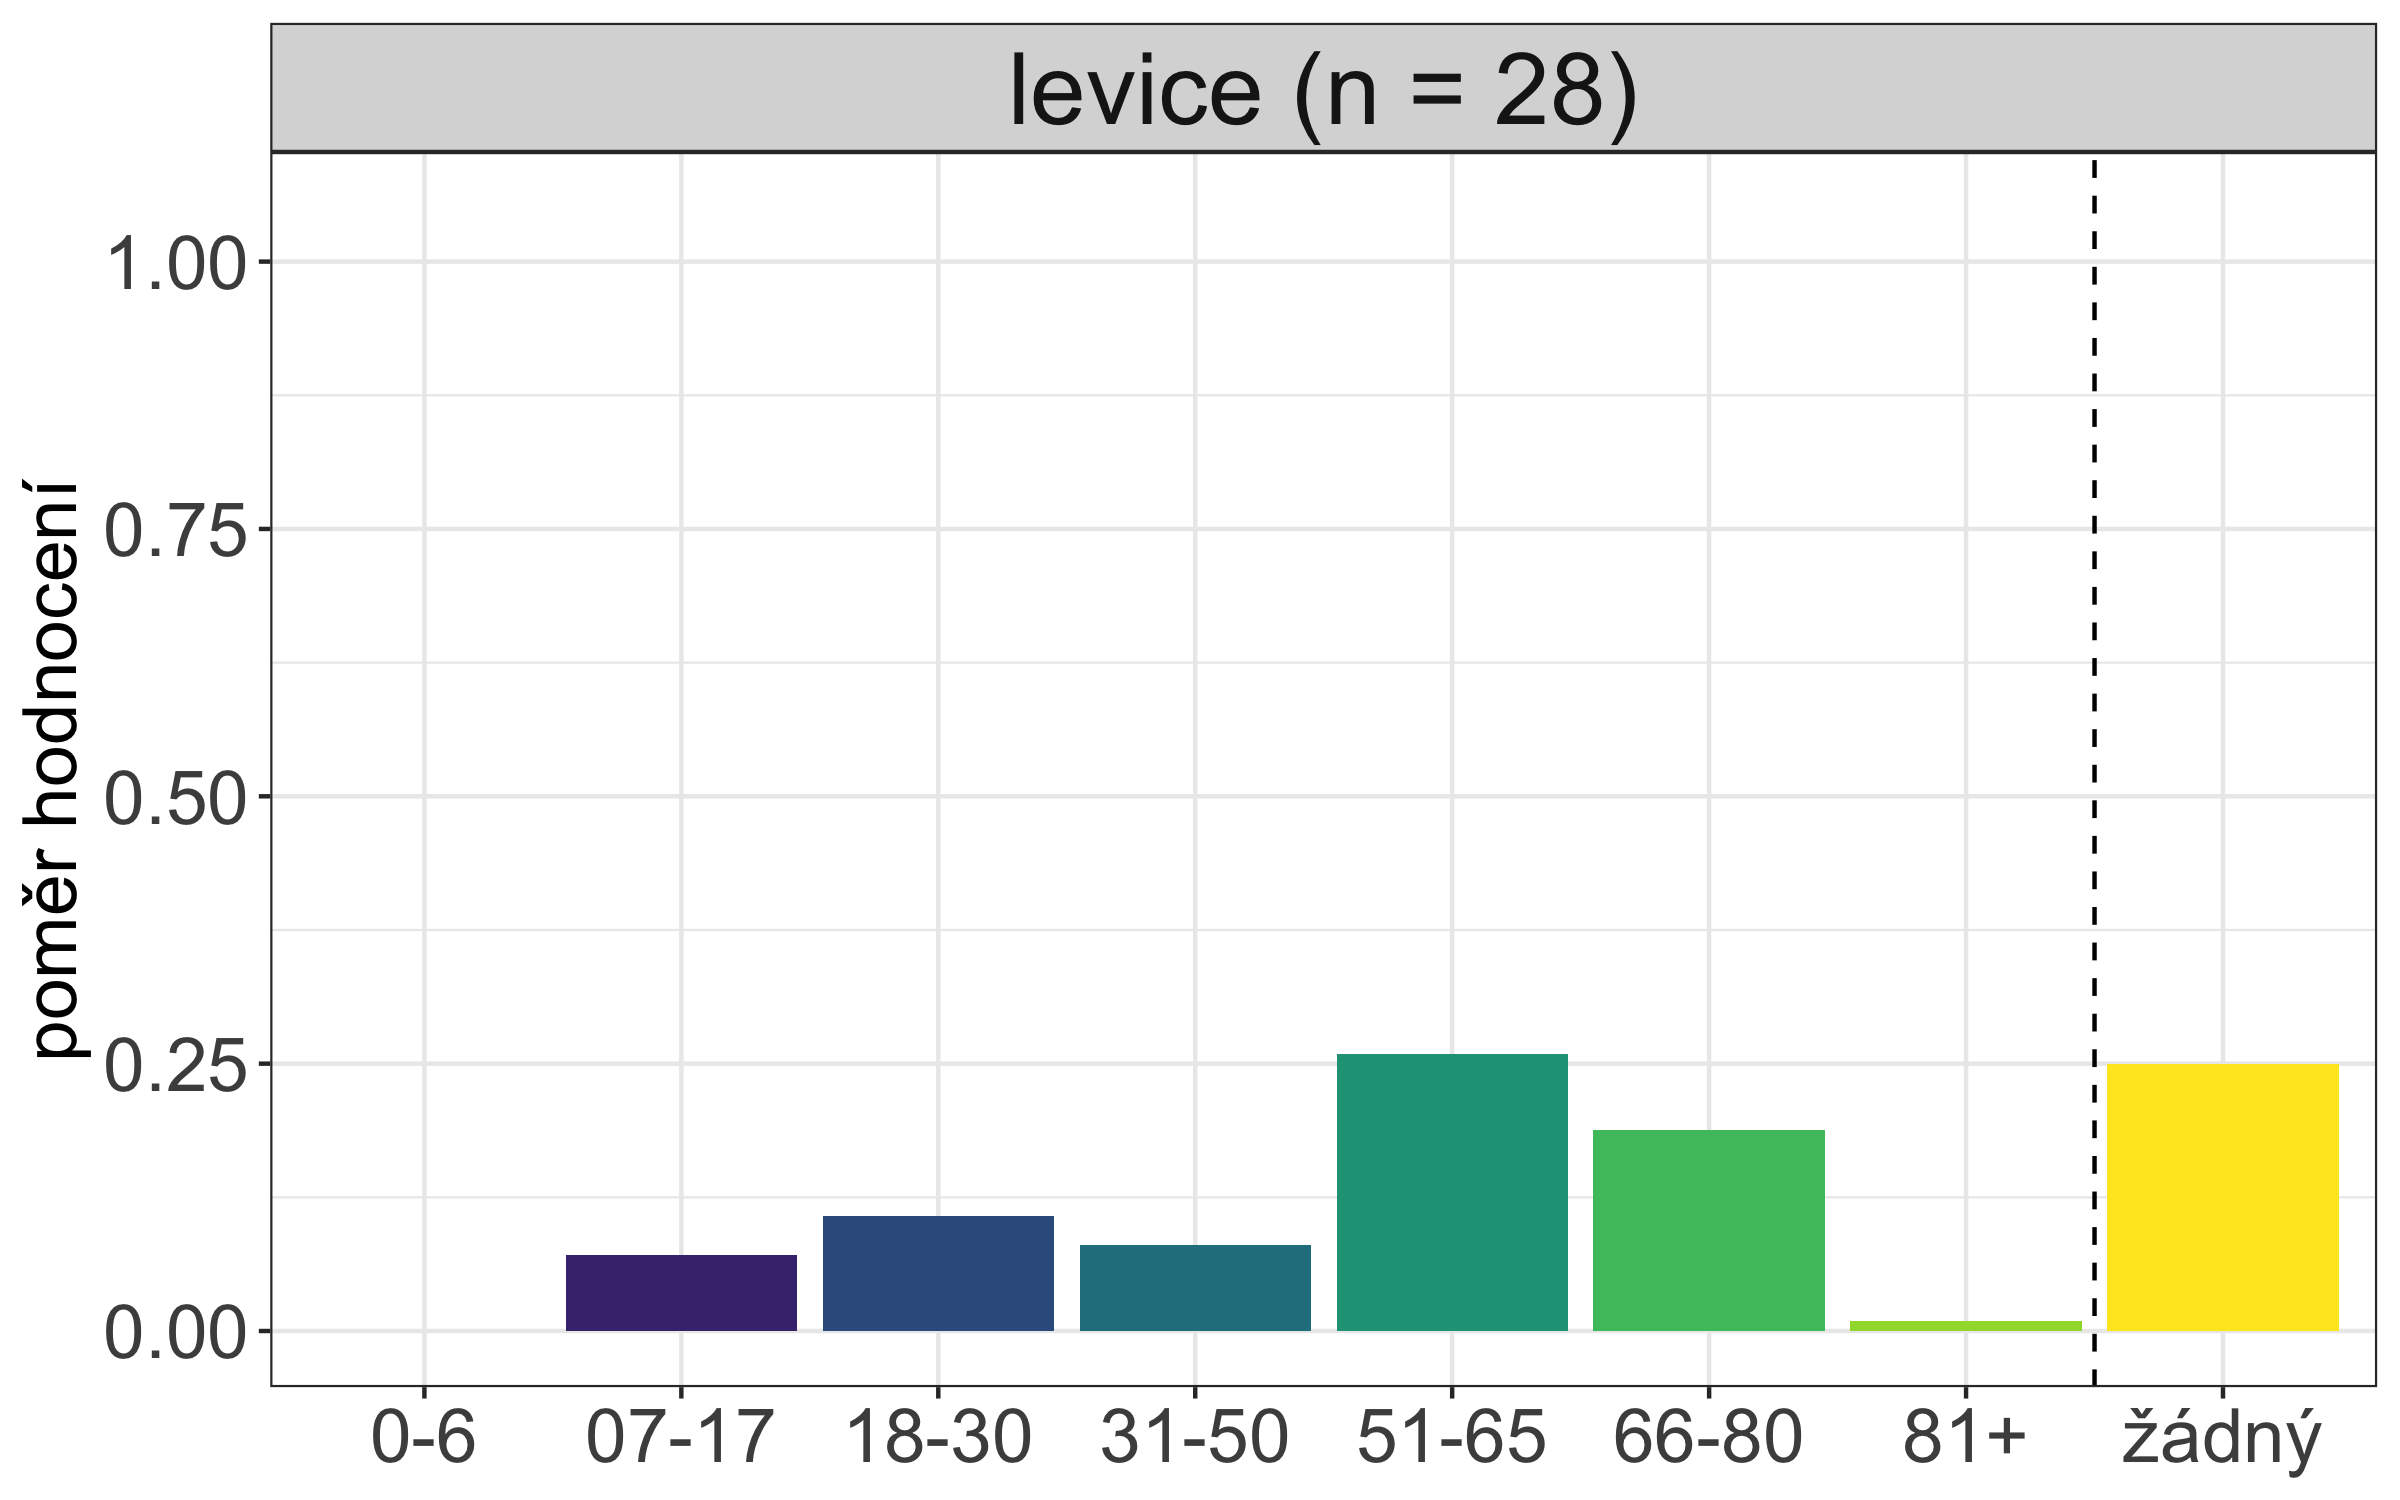 levice (n = 28)
poměr hodnocení
1.00
0.75
0.50
0.25
0.00
0-6 07-17 18-30 31-50 51-65 66-80 81+ žádný